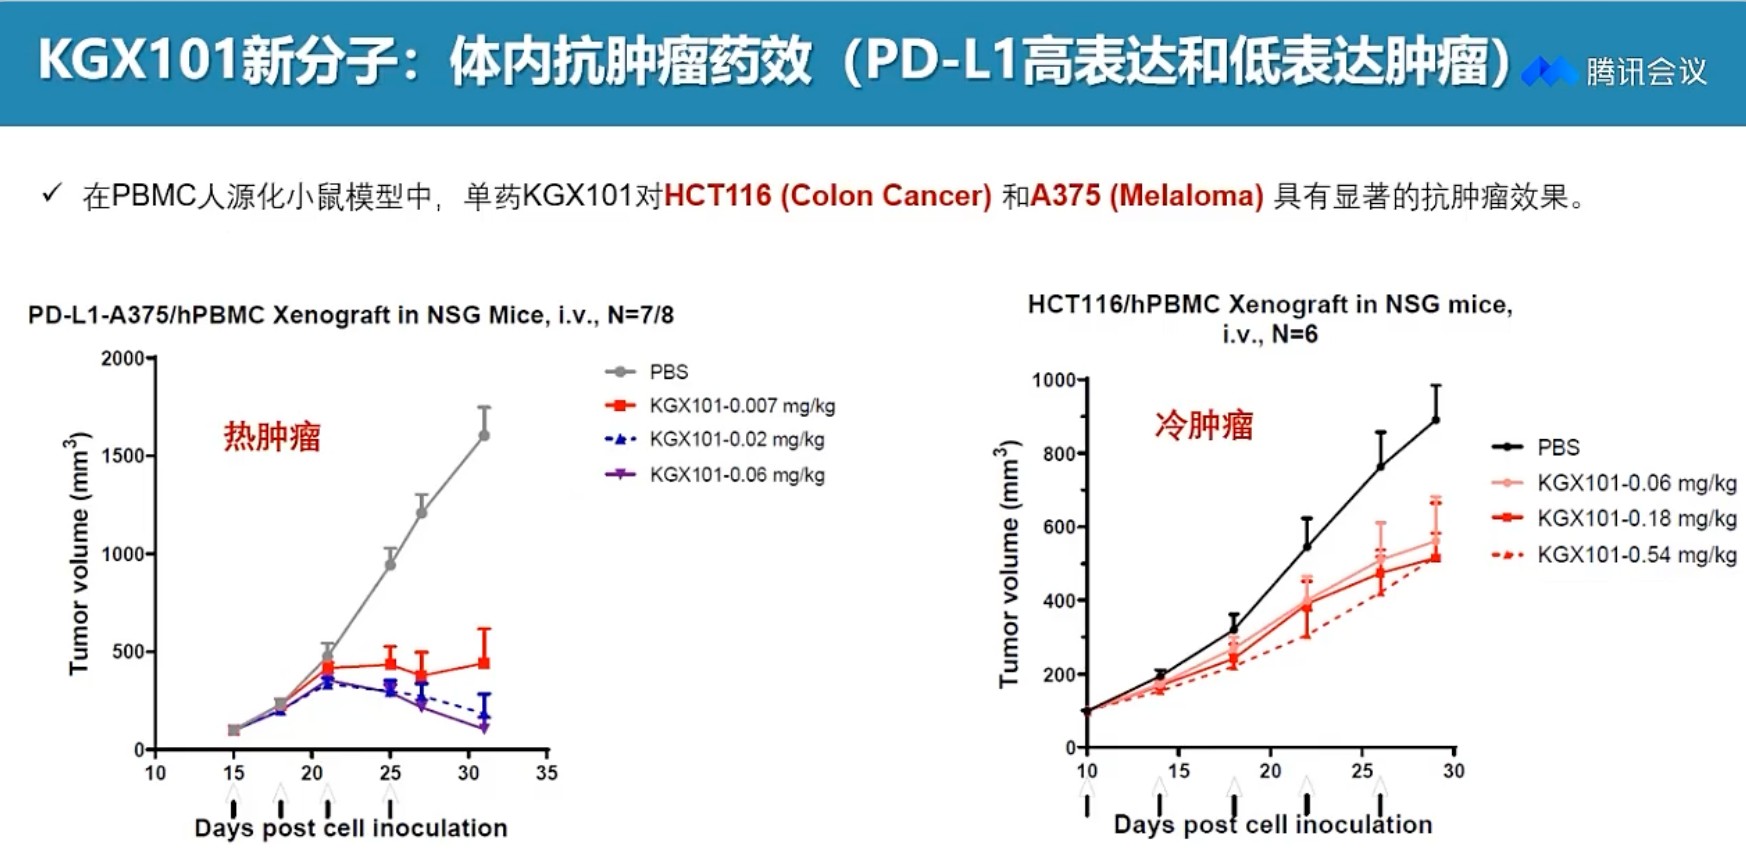 KGX101新分子：体内抗肿瘤药效（PD-L1高表达和低表达肿瘤）
腾讯会议
✓ 在PBMC人源化小鼠模型中，单药KGX101对HCT116 (Colon Cancer) 和A375 (Melaloma) 具有显著的抗肿瘤效果。
PD-L1-A375/hPBMC Xenograft in NSG Mice, i.v., N=7/8
热肿瘤
Tumor volume (mm³)
2000
1500
1000
500
0
10 15 20 25 30 35
Days post cell inoculation
PBS
KGX101-0.007 mg/kg
KGX101-0.02 mg/kg
KGX101-0.06 mg/kg
HCT116/hPBMC Xenograft in NSG mice,
i.v., N=6
冷肿瘤
Tumor volume (mm³)
1000
800
600
400
200
0
10 15 20 25 30
Days post cell inoculation
PBS
KGX101-0.06 mg/kg
KGX101-0.18 mg/kg
KGX101-0.54 mg/kg